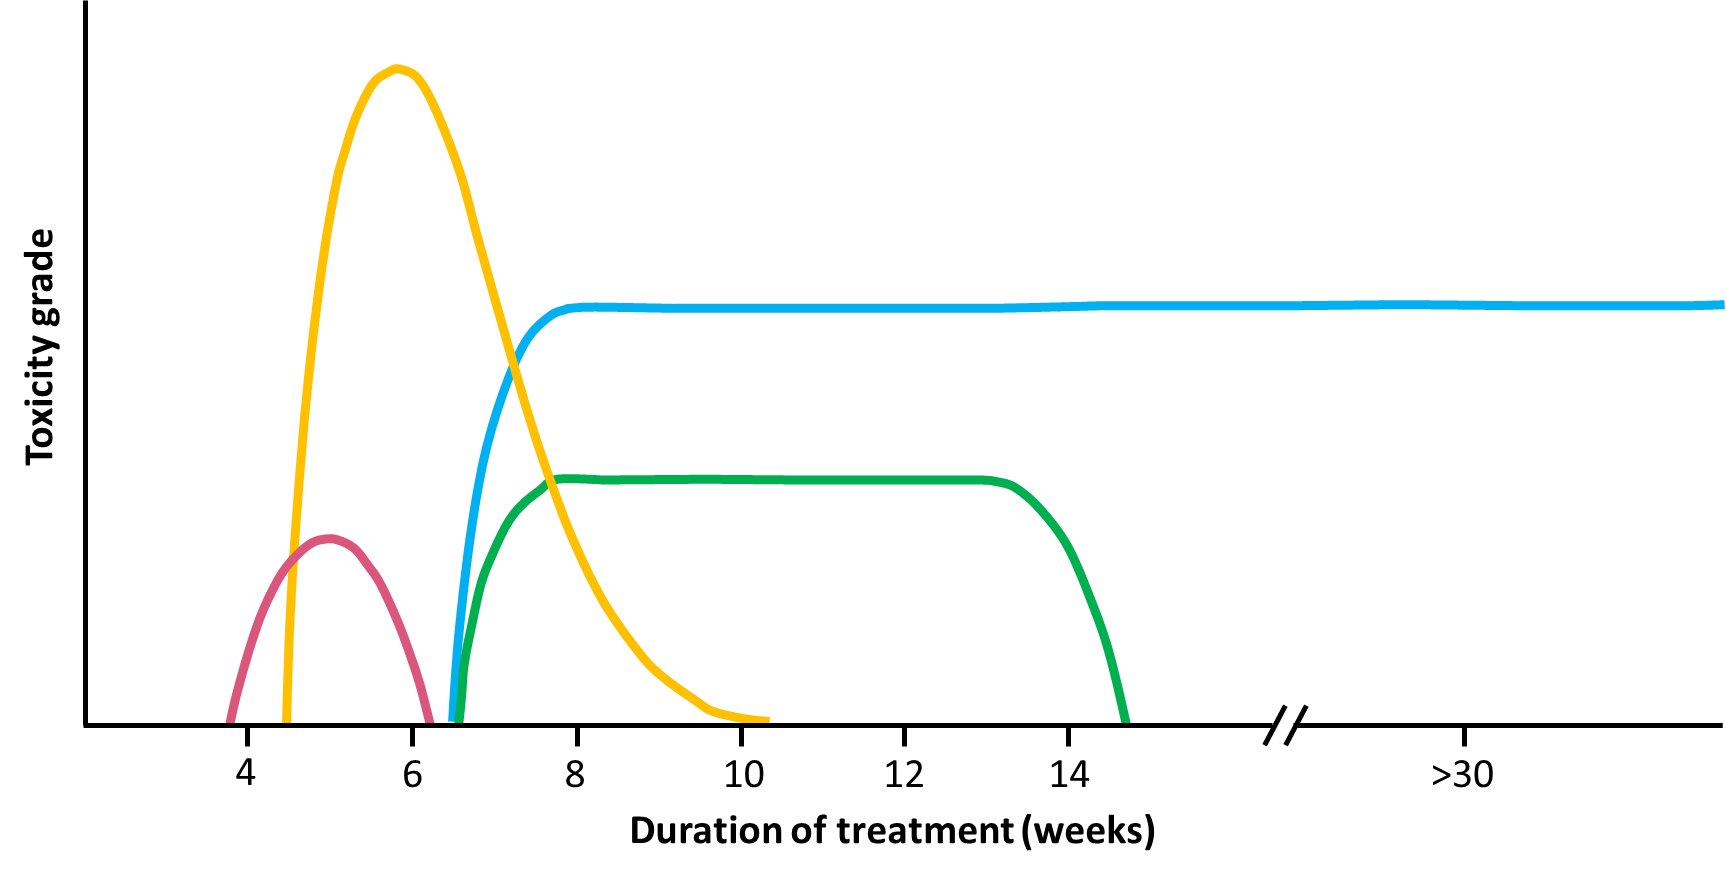 Toxicity grade
4 6 8 10 12 14 >30
Duration of treatment (weeks)